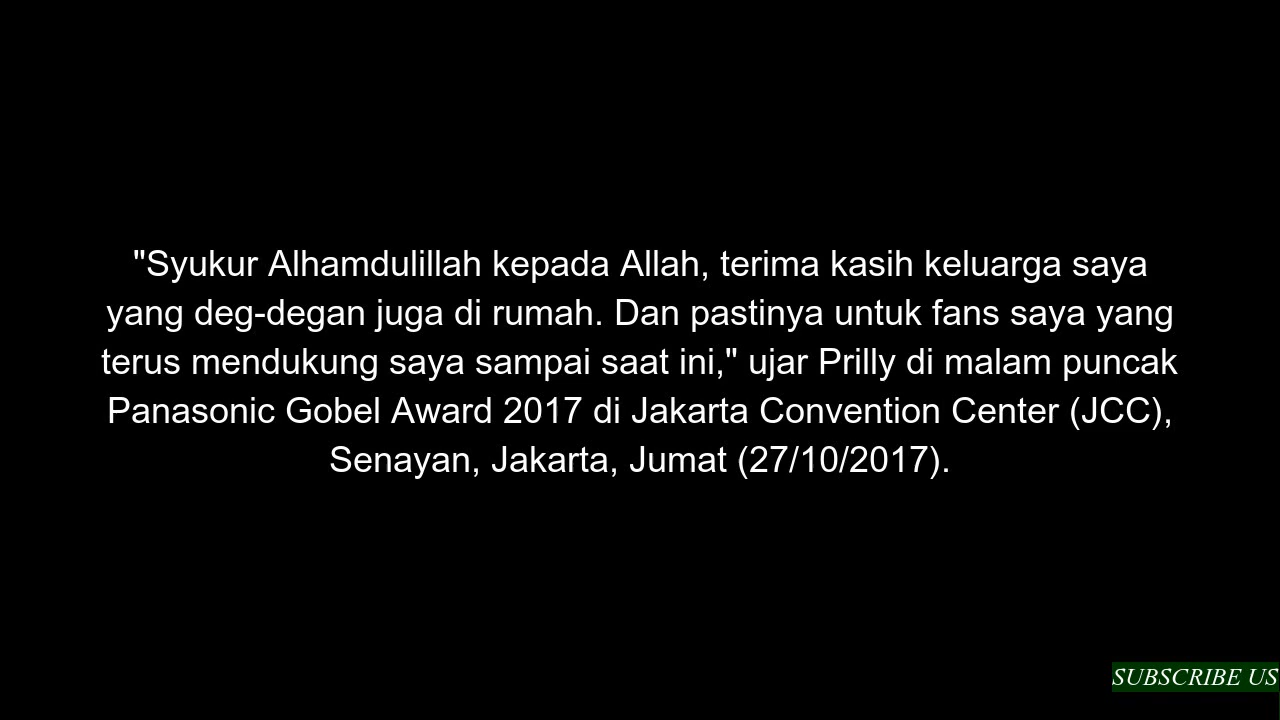 "Syukur Alhamdulillah kepada Allah, terima kasih keluarga saya
yang deg-degan juga di rumah. Dan pastinya untuk fans saya yang
terus mendukung saya sampai saat ini," ujar Prilly di malam puncak
Panasonic Gobel Award 2017 di Jakarta Convention Center (JCC),
Senayan, Jakarta, Jumat (27/10/2017).
SUBSCRIBE US